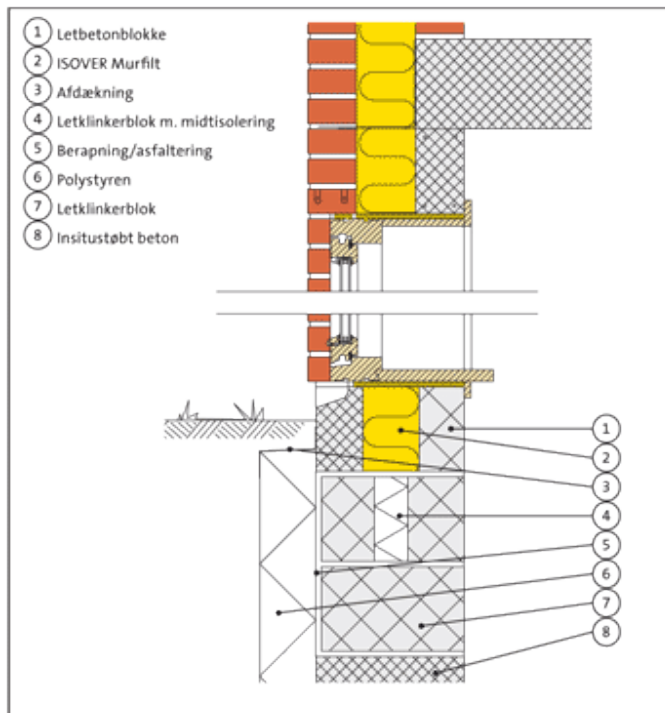 1 Letbetonblokke
2 ISOVER Murfilt
3 Afdækning
4 Letklinkerblok m. midtisolering
5 Berapning/asfaltering
6 Polystyren
7 Letklinkerblok
8 Insitustøbt beton
1
2
3
4
5
6
7
8